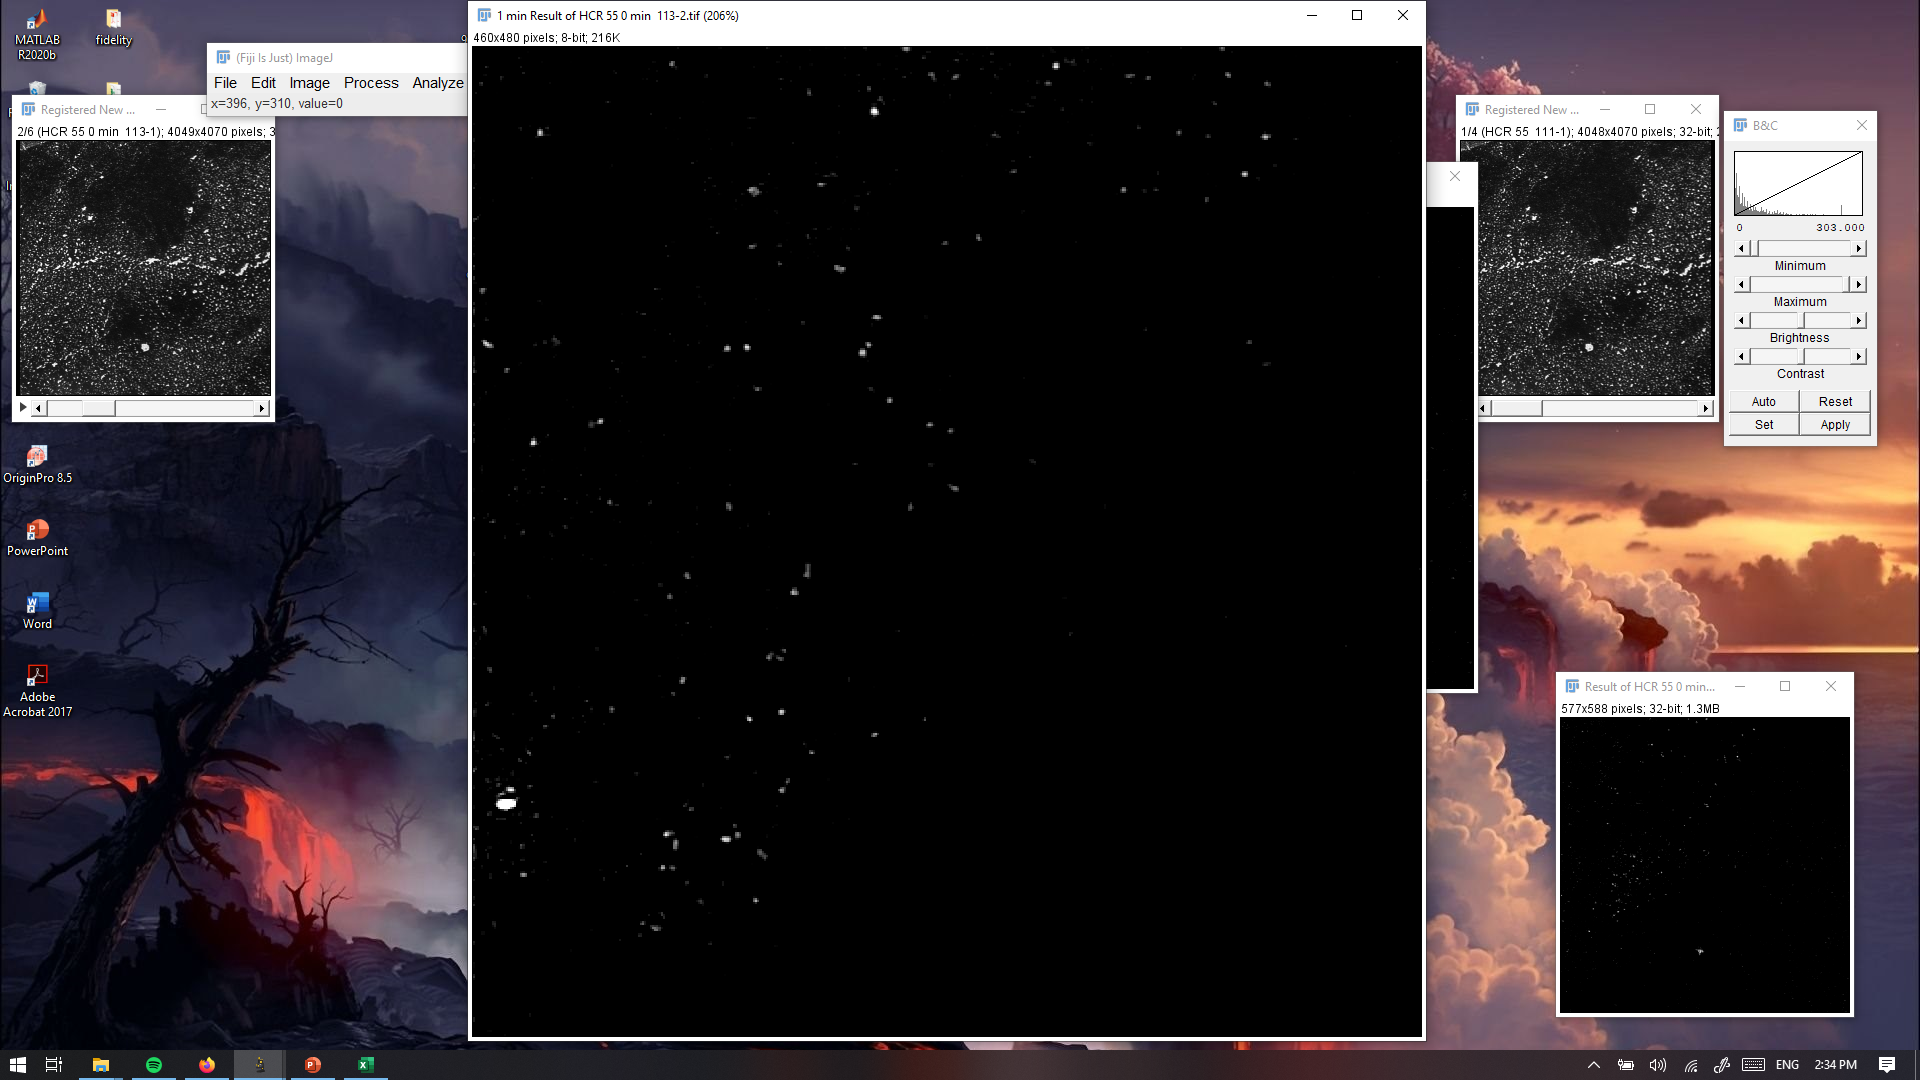 MATLAB
R2020b
fidelity
(Fiji Is Just) ImageJ
File Edit Image Process Analyze
x=396, y=310, value=0
Registered New ...
2/6 (HCR 55 0 min 113-1); 4049x4070 pixels; 3
1 min Result of HCR 55 0 min 113-2.tif (206%)
460x480 pixels; 8-bit; 216K
Registered New ...
1/4 (HCR 55 111-1); 4048x4070 pixels; 32-bit;
B&C
0 303.000
Minimum
Maximum
Brightness
Contrast
Auto Reset
Set Apply
OriginPro 8.5
PowerPoint
Word
Adobe
Acrobat 2017
Result of HCR 55 0 min...
577x588 pixels; 32-bit; 1.3MB
ENG 2:34 PM